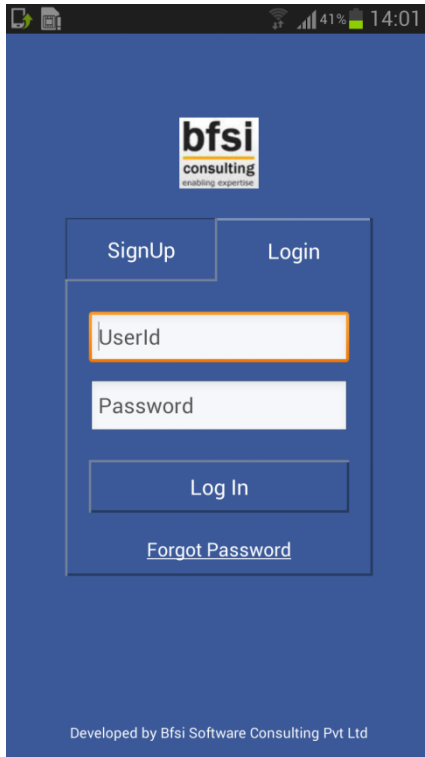 41% 14:01
bfsi
consulting
enabling expertise
SignUp Login
UserId
Password
Log In
Forgot Password
Developed by Bfsi Software Consulting Pvt Ltd